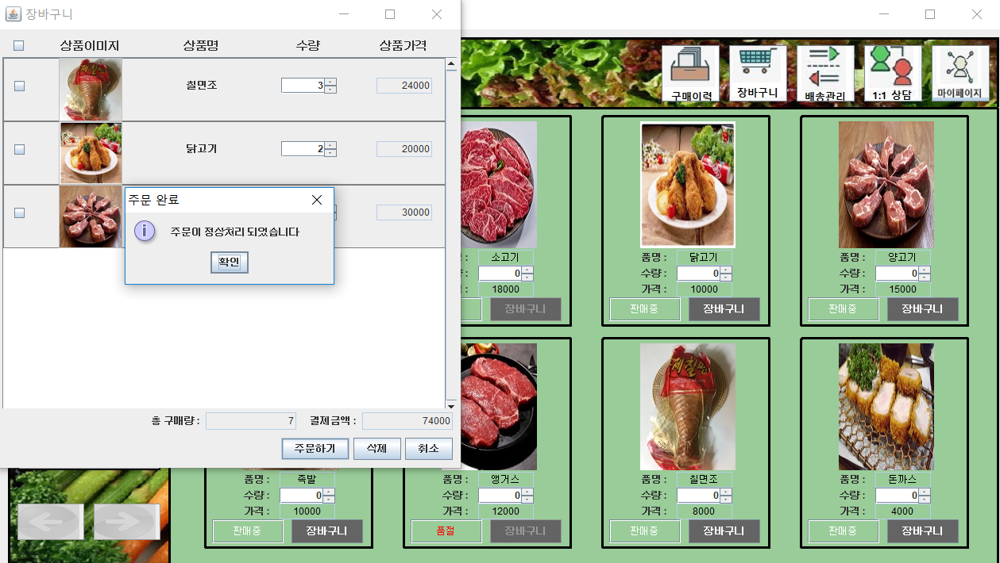 장바구니
상품이미지 상품명 수량 상품가격
칠면조 3 24000
닭고기 2 20000
30000
주문 완료
주문이 정상처리 되었습니다
확인
총 구매량 : 7 결제금액 : 74000
주문하기 삭제 취소
구매이력 장바구니 배송관리 1:1 상담 마이페이지
: 소고기
: 0
: 18000
장바구니
품명 : 닭고기
수량 : 0
가격 : 10000
판매중 장바구니
품명 : 양고기
수량 : 0
가격 : 15000
판매중 장바구니
품명 : 족발
수량 : 0
가격 : 10000
판매중 장바구니
품명 : 앵거스
수량 : 0
가격 : 12000
품절 장바구니
칠면
품명 : 칠면조
수량 : 0
가격 : 8000
판매중 장바구니
품명 : 돈까스
수량 : 0
가격 : 4000
판매중 장바구니